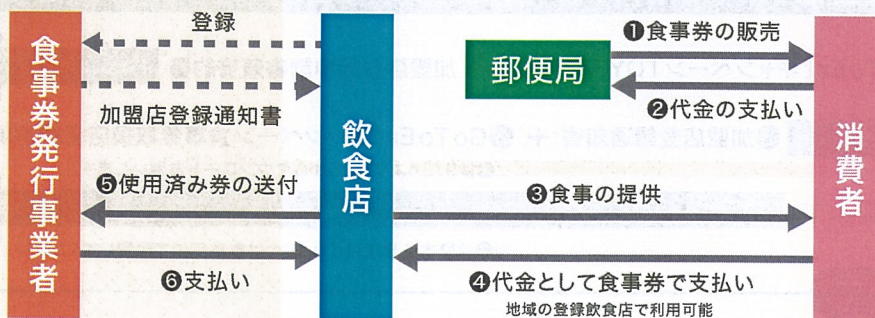 食事券発行事業者
登録
加盟店登録通知書
❺使用済み券の送付
❻支払い
飲食店
郵便局
❶食事券の販売
❷代金の支払い
❸食事の提供
❹代金として食事券で支払い
地域の登録飲食店で利用可能
消費者